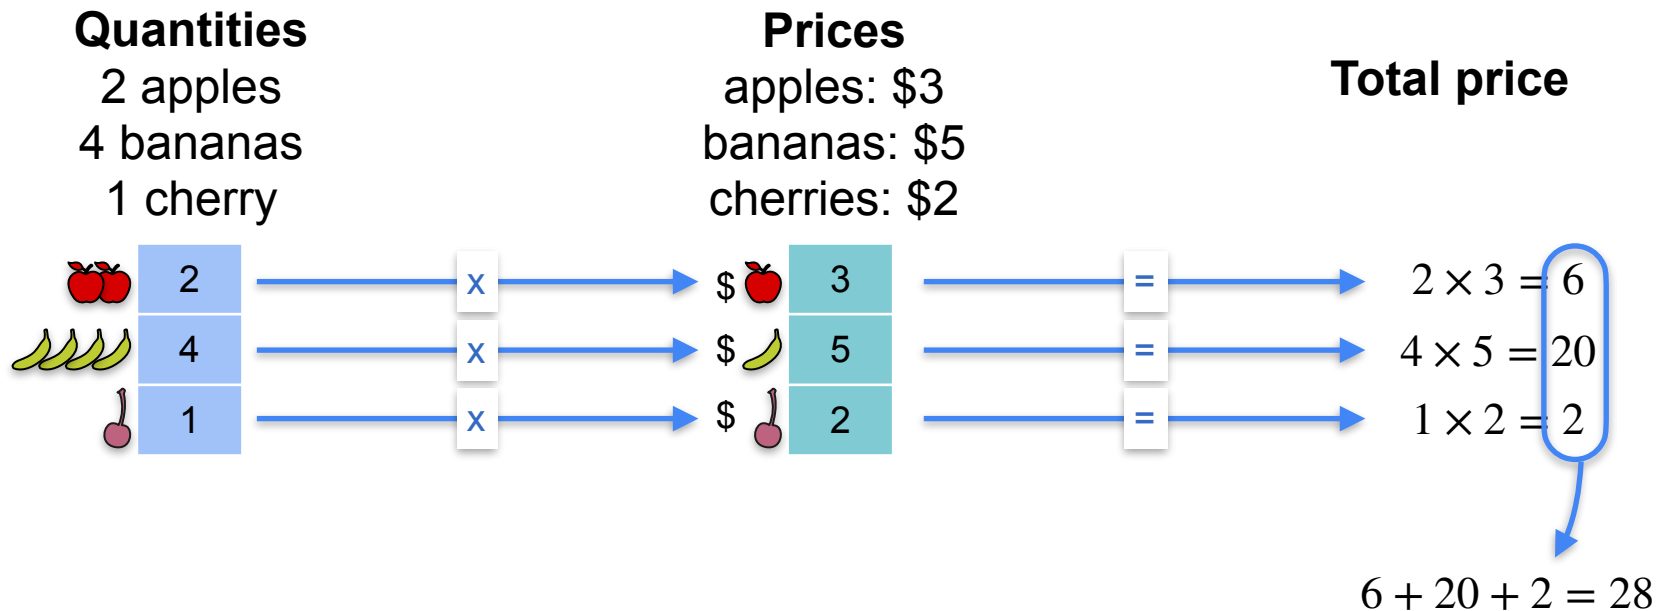 Quantities
2 apples
4 bananas
1 cherry
Prices
apples: $3
bananas: $5
cherries: $2
Total price
2 x $ 3 = 2 × 3 = 6
4 x $ 5 = 4 × 5 = 20
1 x $ 2 = 1 × 2 = 2
6 + 20 + 2 = 28